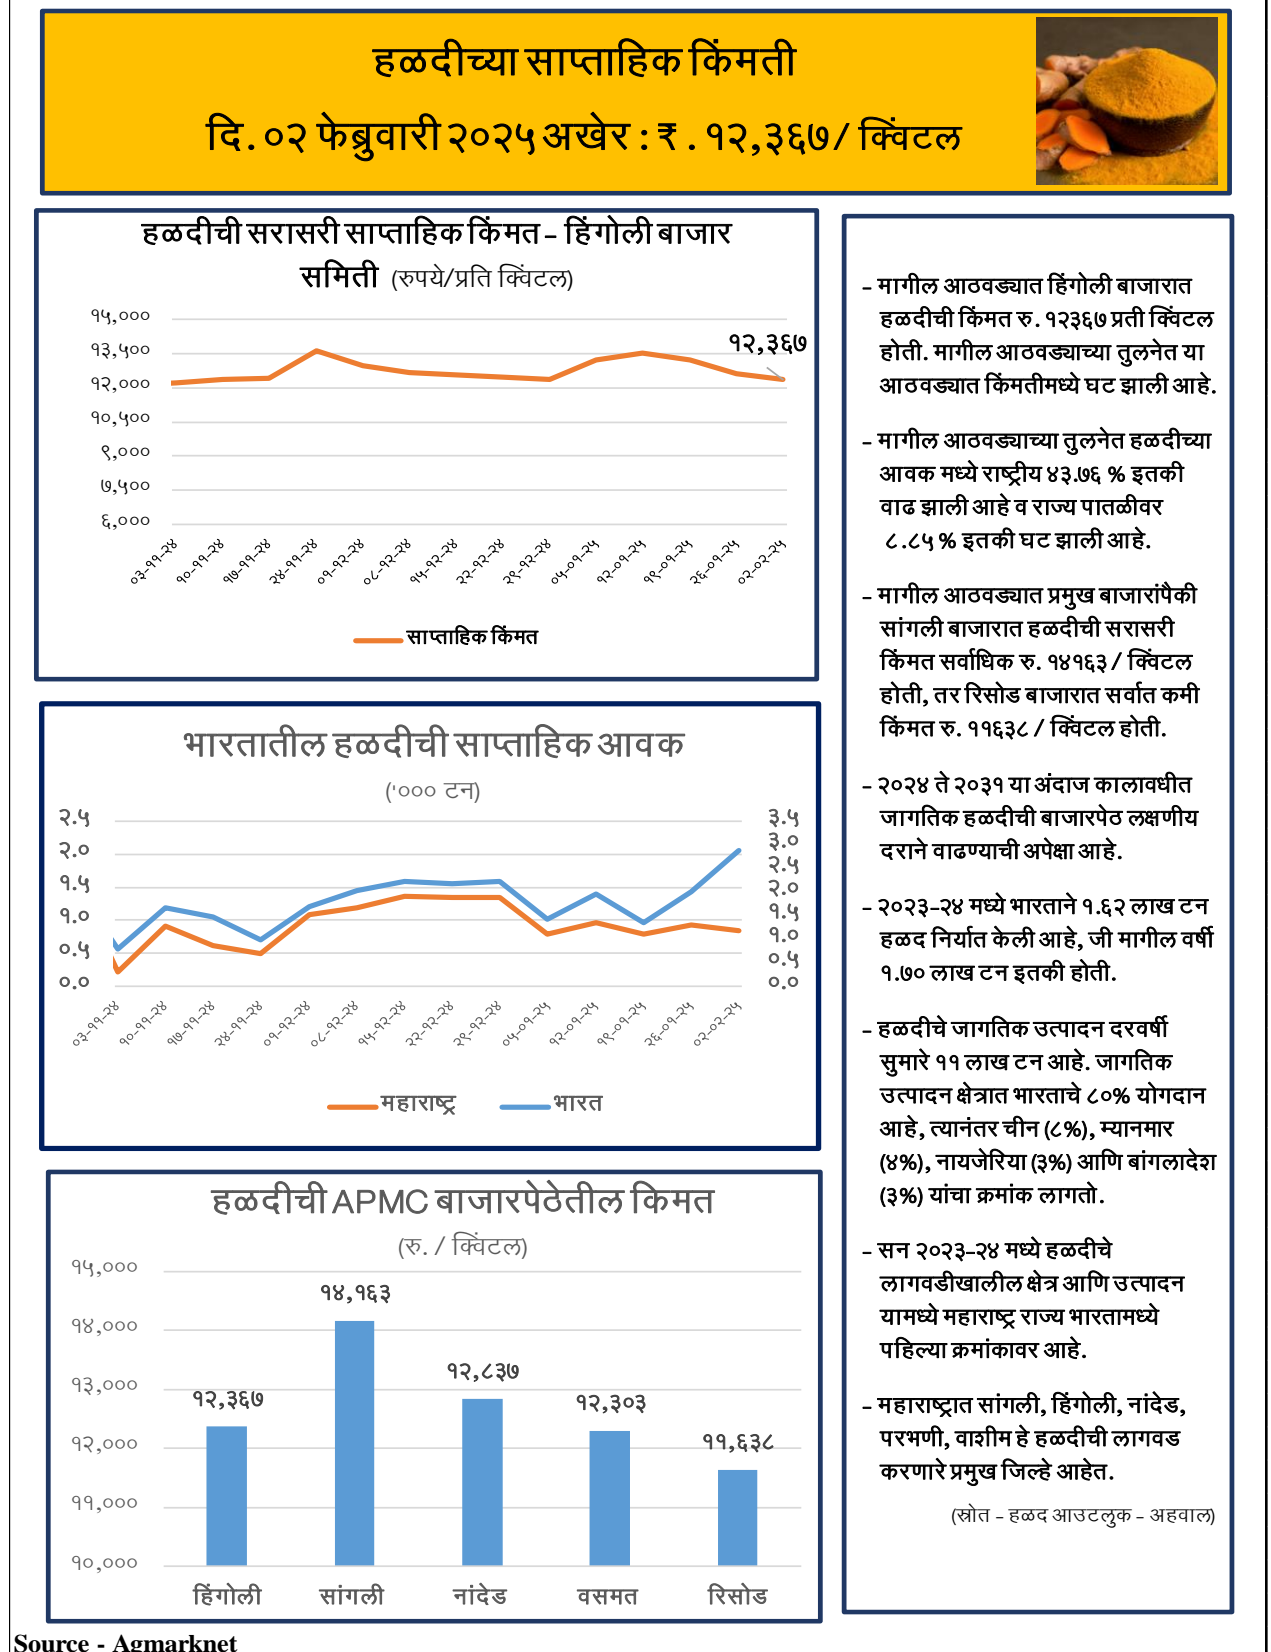 हळदीच्या साप्ताहिक किंमती
दि. ०२ फेब्रुवारी २०२५ अखेर : ₹ . १२,३६७/ क्विंटल
हळदीची सरासरी साप्ताहिक किंमत – हिंगोली बाजार
समिती (रुपये/प्रति क्विंटल)
१५,०००
१३,५००
१२,०००
१०,५००
९,०००
७,५००
६,०००
१२,३६७
०३-११-२४
१०-११-२४
१७-११-२४
२४-११-२४
०१-१२-२४
०८-१२-२४
१५-१२-२४
२२-१२-२४
२९-१२-२४
०५-०१-२५
१२-०१-२५
१९-०१-२५
२६-०१-२५
०२-०२-२५
साप्ताहिक किंमत
भारतातील हळदीची साप्ताहिक आवक
('००० टन)
२.५
२.०
१.५
१.०
०.५
०.०
३.५
३.०
२.५
२.०
१.५
१.०
०.५
०.०
०३-११-२४
१०-११-२४
१७-११-२४
२४-११-२४
०१-१२-२४
०८-१२-२४
१५-१२-२४
२२-१२-२४
२९-१२-२४
०५-०१-२५
१२-०१-२५
१९-०१-२५
२६-०१-२५
०२-०२-२५
महाराष्ट्र
भारत
हळदीची APMC बाजारपेठेतील किमत
(रु. / क्विंटल)
१५,०००
१४,०००
१३,०००
१२,०००
११,०००
१०,०००
१२,३६७
१४,१६३
१२,८३७
१२,३०३
११,६३८
हिंगोली
सांगली
नांदेड
वसमत
रिसोड
– मागील आठवड्यात हिंगोली बाजारात
हळदीची किंमत रु. १२३६७ प्रती क्विंटल
होती. मागील आठवड्याच्या तुलनेत या
आठवड्यात किंमतीमध्ये घट झाली आहे.
– मागील आठवड्याच्या तुलनेत हळदीच्या
आवक मध्ये राष्ट्रीय ४३.७६ % इतकी
वाढ झाली आहे व राज्य पातळीवर
८.८५ % इतकी घट झाली आहे.
– मागील आठवड्यात प्रमुख बाजारांपैकी
सांगली बाजारात हळदीची सरासरी
किंमत सर्वाधिक रु. १४१६३ / क्विंटल
होती, तर रिसोड बाजारात सर्वात कमी
किंमत रु. ११६३८ / क्विंटल होती.
– २०२४ ते २०३१ या अंदाज कालावधीत
जागतिक हळदीची बाजारपेठ लक्षणीय
दराने वाढण्याची अपेक्षा आहे.
– २०२३-२४ मध्ये भारताने १.६२ लाख टन
हळद निर्यात केली आहे, जी मागील वर्षी
१.७० लाख टन इतकी होती.
– हळदीचे जागतिक उत्पादन दरवर्षी
सुमारे ११ लाख टन आहे. जागतिक
उत्पादन क्षेत्रात भारताचे ८०% योगदान
आहे, त्यानंतर चीन (८%), म्यानमार
(४%), नायजेरिया (३%) आणि बांगलादेश
(३%) यांचा क्रमांक लागतो.
– सन २०२३-२४ मध्ये हळदीचे
लागवडीखालील क्षेत्र आणि उत्पादन
यामध्ये महाराष्ट्र राज्य भारतामध्ये
पहिल्या क्रमांकावर आहे.
– महाराष्ट्रात सांगली, हिंगोली, नांदेड,
परभणी, वाशीम हे हळदीची लागवड
करणारे प्रमुख जिल्हे आहेत.
(स्रोत – हळद आउटलुक – अहवाल)
Source - Agmarknet